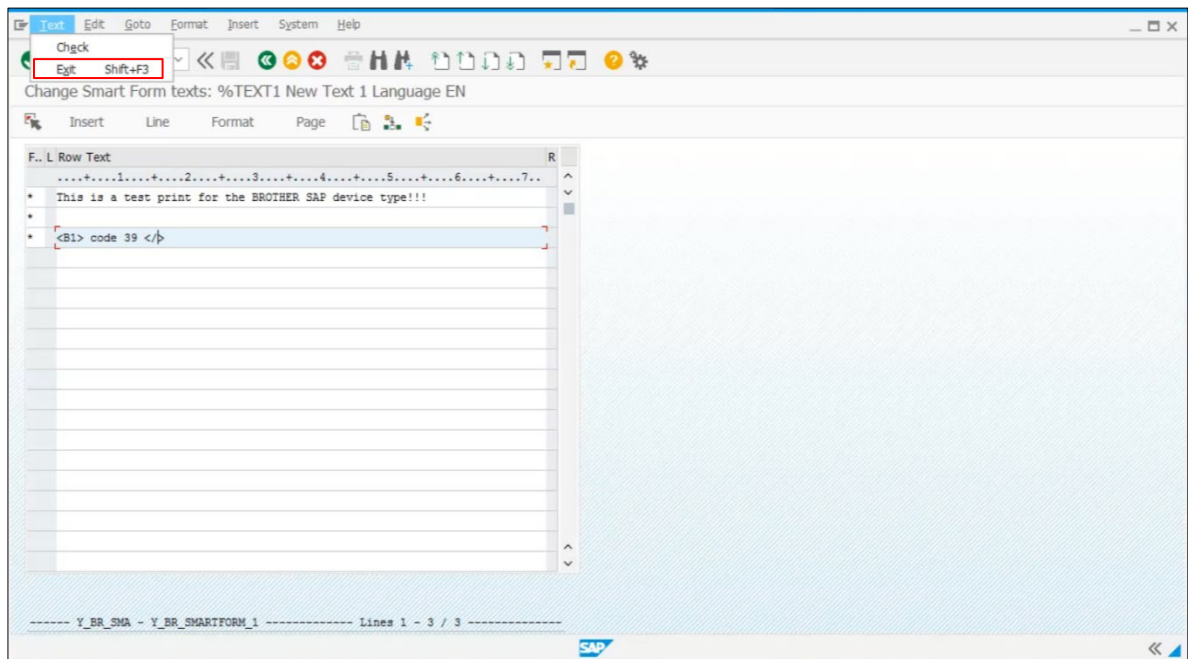 Text Edit Goto Format Insert System Help
Check
Exit Shift+F3
Change Smart Form texts: %TEXT1 New Text 1 Language EN
Insert Line Format Page
F.. L Row Text R
....+....1....+....2....+....3....+....4....+....5....+....6....+....7..
* This is a test print for the BROTHER SAP device type!!!
*
* <B1> code 39 </>
------ Y_BR_SMA - Y_BR_SMARTFORM_1 ------------- Lines 1 - 3 / 3 --------------
SAP